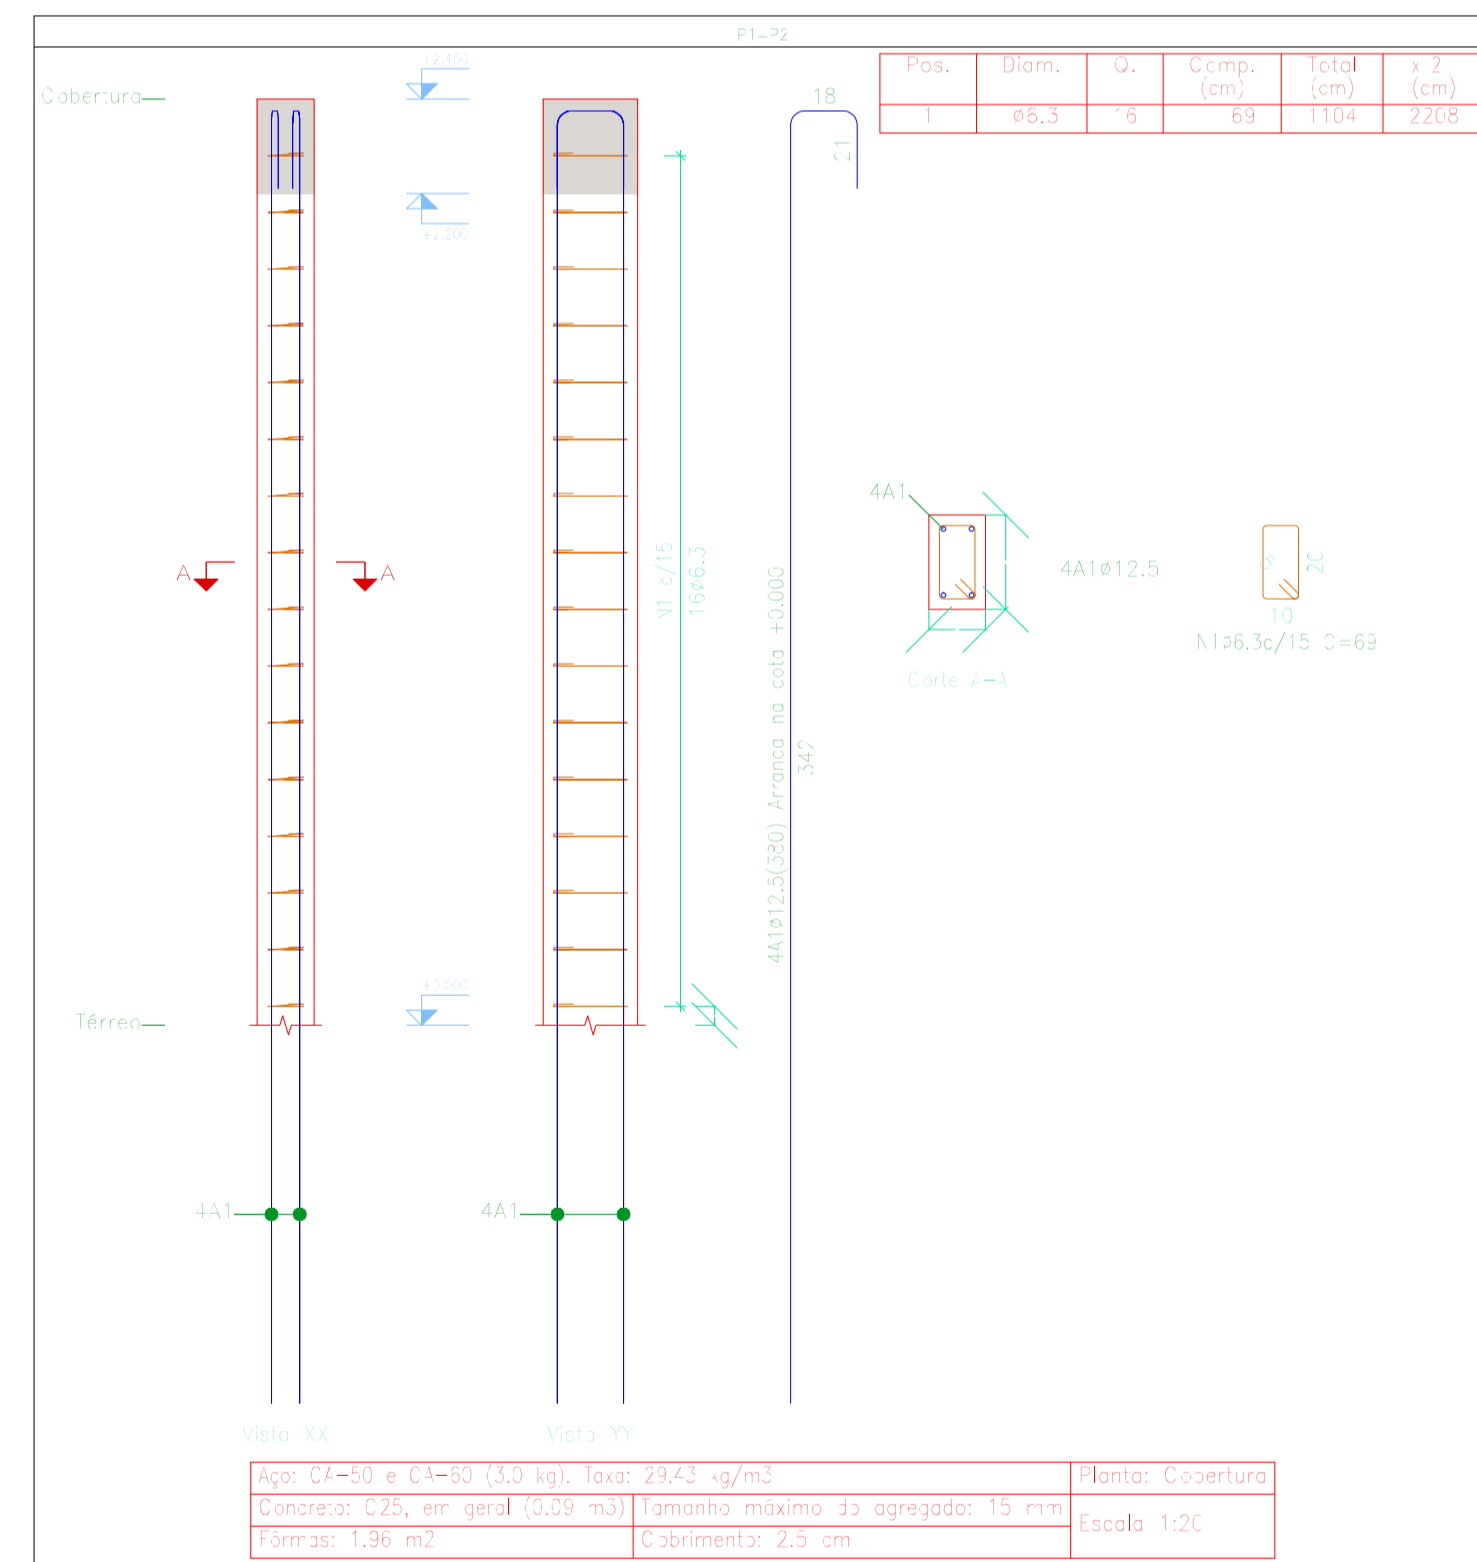 P1-P2
Pos. Diam. Q. Comp. (cm) Total (cm) x 2 (cm)
1 ø6.3 16 69 1104 2208
Cobertura
+2.450
+2.200
18
21
A A
N1 c/15
16ø6.3
4A1ø12.5(380) Arranca na cota +0.000
342
4A1
4A1ø12.5
Corte A-A
20
10
N1ø6.3c/15 C=69
Térreo
+0.000
4A1 4A1
Vista XX Vista YY
Aço: CA-50 e CA-60 (3.0 kg). Taxa: 29.43 kg/m3 Planta: Cobertura
Concreto: C25, em geral (0.09 m3) Tamanho máximo do agregado: 15 mm
Escala 1:20
Fôrmas: 1.96 m2 Cobrimento: 2.5 cm